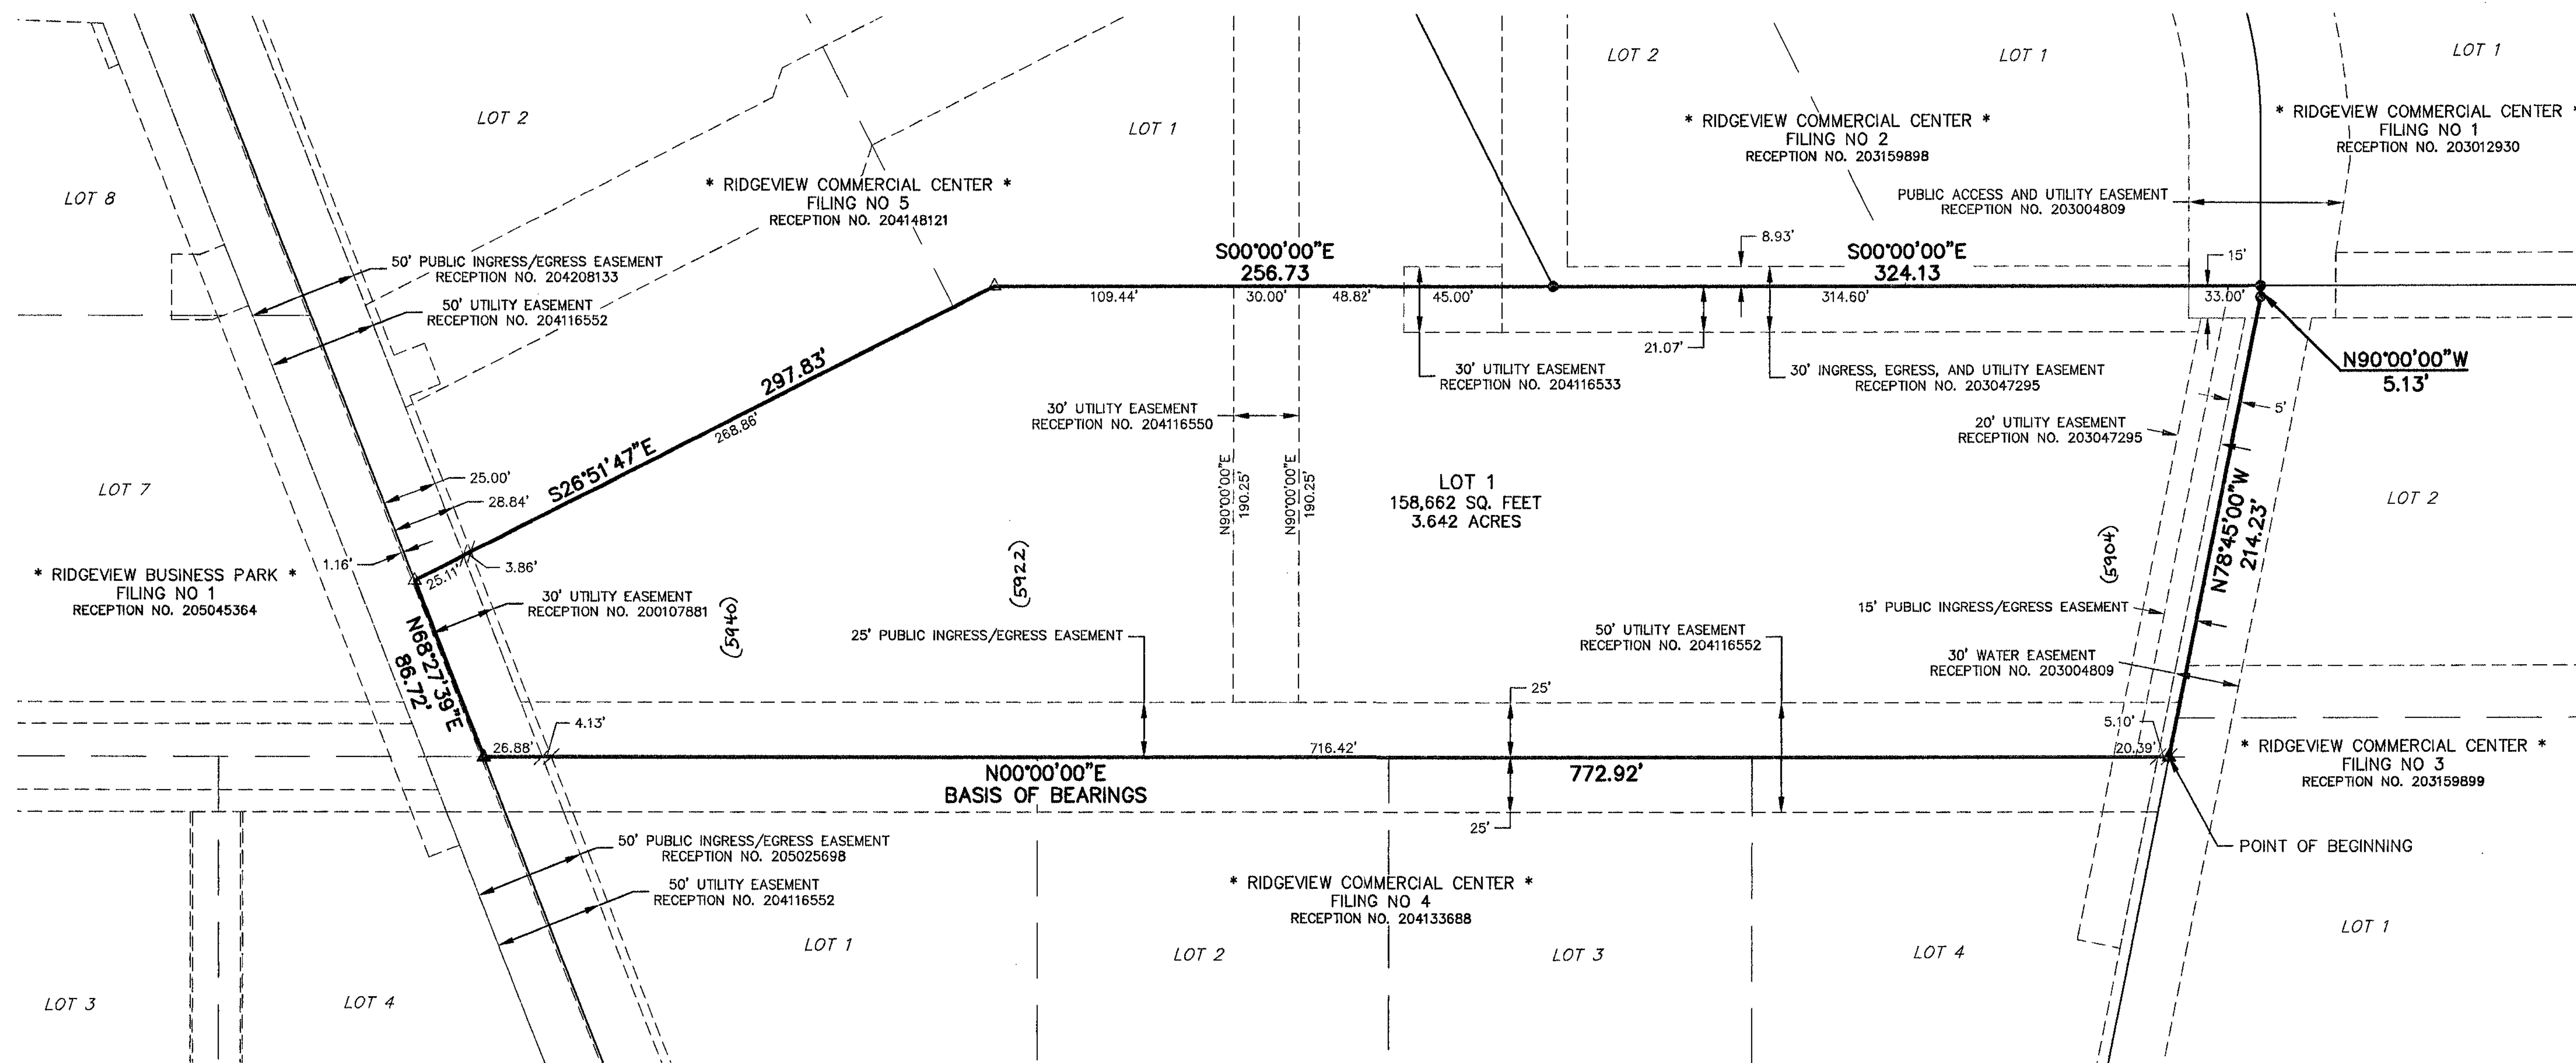 LOT 2
LOT 1
LOT 2
LOT 1
LOT 1
LOT 8
* RIDGEVIEW COMMERCIAL CENTER *
FILING NO 5
RECEPTION NO. 204148121
* RIDGEVIEW COMMERCIAL CENTER *
FILING NO 2
RECEPTION NO. 203159898
* RIDGEVIEW COMMERCIAL CENTER *
FILING NO 1
RECEPTION NO. 203012930
PUBLIC ACCESS AND UTILITY EASEMENT
RECEPTION NO. 203004809
50' PUBLIC INGRESS/EGRESS EASEMENT
RECEPTION NO. 204208133
50' UTILITY EASEMENT
RECEPTION NO. 204116552
S00°00'00"E
256.73
8.93'
S00°00'00"E
324.13
15'
109.44'
30.00'
48.82'
45.00'
314.60'
33.00'
21.07'
30' UTILITY EASEMENT
RECEPTION NO. 204116533
30' INGRESS, EGRESS, AND UTILITY EASEMENT
RECEPTION NO. 203047295
N90°00'00"W
5.13'
297.83'
268.86'
S26°51'47"E
30' UTILITY EASEMENT
RECEPTION NO. 204116550
N90°00'00"E
190.25'
N90°00'00"E
190.25'
5'
20' UTILITY EASEMENT
RECEPTION NO. 203047295
LOT 7
25.00'
28.84'
LOT 1
158,662 SQ. FEET
3.642 ACRES
LOT 2
N78°45'00"W
214.23'
1.16'
25.11'
3.86'
* RIDGEVIEW BUSINESS PARK *
FILING NO 1
RECEPTION NO. 205045364
30' UTILITY EASEMENT
RECEPTION NO. 200107881
(5940)
(5922)
(5904)
N68°27'39"E
86.72'
25' PUBLIC INGRESS/EGRESS EASEMENT
50' UTILITY EASEMENT
RECEPTION NO. 204116552
15' PUBLIC INGRESS/EGRESS EASEMENT
30' WATER EASEMENT
RECEPTION NO. 203004809
25'
4.13'
26.88'
716.42'
5.10'
20.39'
N00°00'00"E
BASIS OF BEARINGS
772.92'
* RIDGEVIEW COMMERCIAL CENTER *
FILING NO 3
RECEPTION NO. 203159899
25'
POINT OF BEGINNING
50' PUBLIC INGRESS/EGRESS EASEMENT
RECEPTION NO. 205025698
50' UTILITY EASEMENT
RECEPTION NO. 204116552
* RIDGEVIEW COMMERCIAL CENTER *
FILING NO 4
RECEPTION NO. 204133688
LOT 1
LOT 2
LOT 3
LOT 4
LOT 1
LOT 3
LOT 4